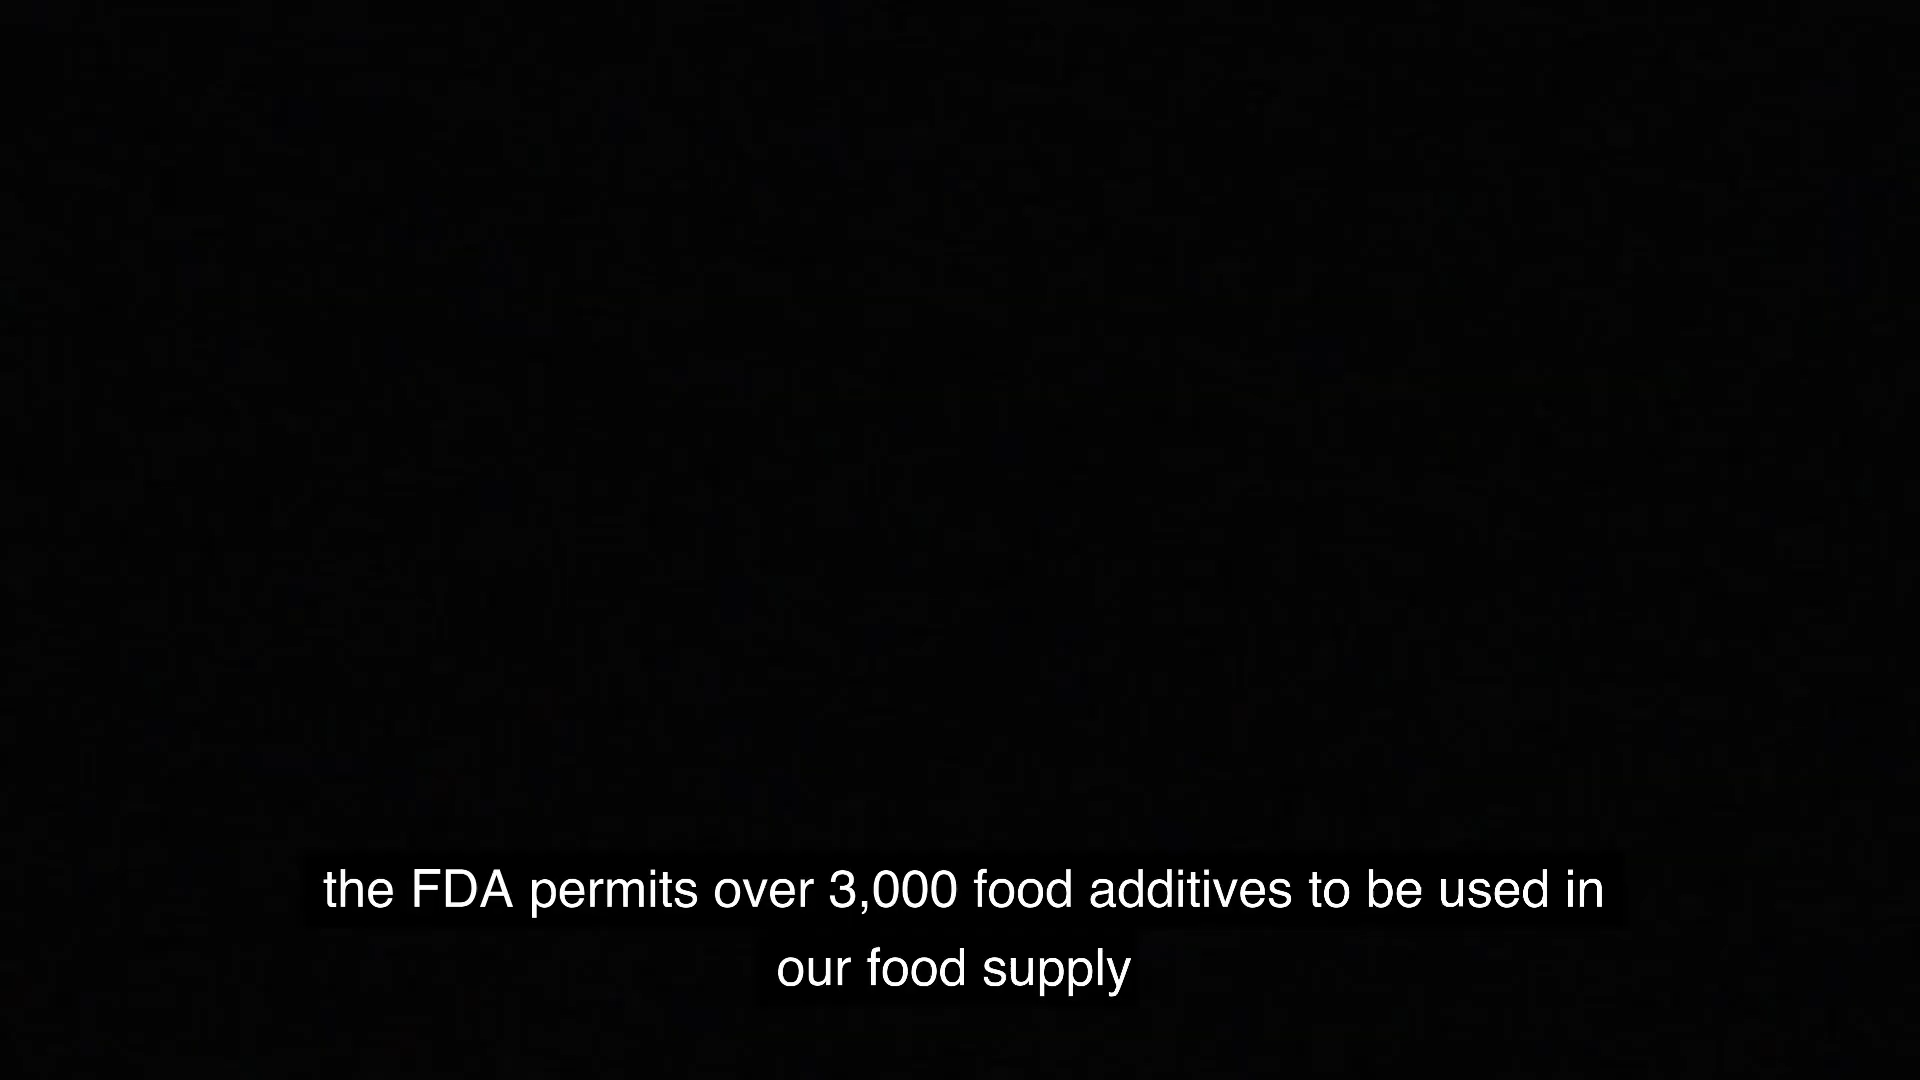 the FDA permits over 3,000 food additives to be used in
our food supply